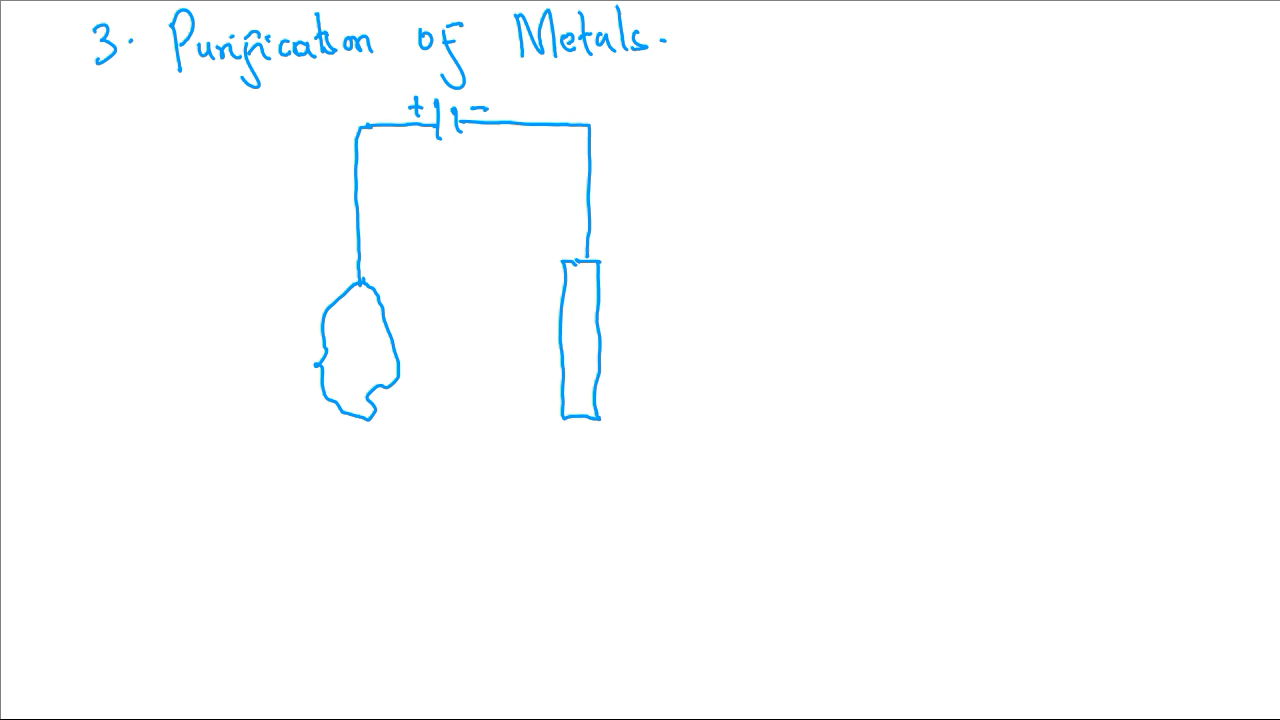 3. Purification of Metals.
+ -